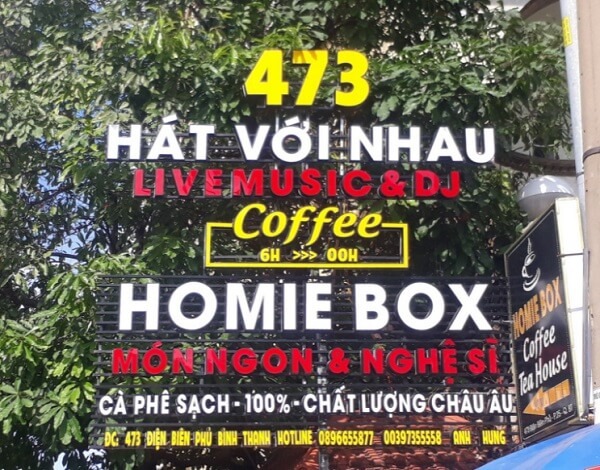 473
HÁT VỚI NHAU
LIVE MUSIC & DJ
Coffee
6H >>> 00H
HOMIE BOX
MÓN NGON & NGHỆ SĨ
CÀ PHÊ SẠCH - 100% - CHẤT LƯỢNG CHÂU ÂU
ĐC: 473 ĐIỆN BIÊN PHỦ BÌNH THẠNH HOTLINE 0896655877 00397355558 ANH HƯNG
HOMIE BOX
Coffee
Tea House